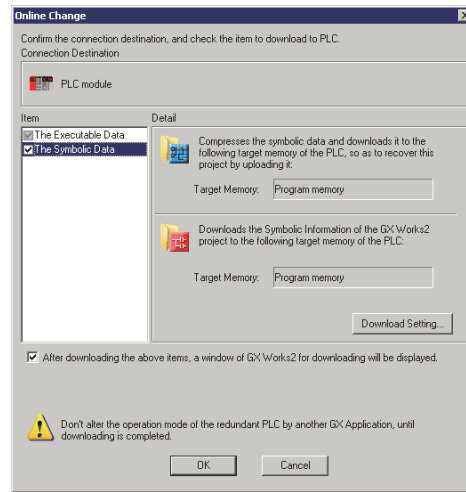 Online Change
Confirm the connection destination, and check the item to download to PLC.
Connection Destination
PLC module
Item
Detail
The Executable Data
The Symbolic Data
Compresses the symbolic data and downloads it to the
following target memory of the PLC, so as to recover this
project by uploading it:
Target Memory: Program memory
Downloads the Symbolic Information of the GX Works2
project to the following target memory of the PLC:
Target Memory: Program memory
Download Setting...
After downloading the above items, a window of GX Works2 for downloading will be displayed.
Don't alter the operation mode of the redundant PLC by another GX Application, until
downloading is completed.
OK
Cancel